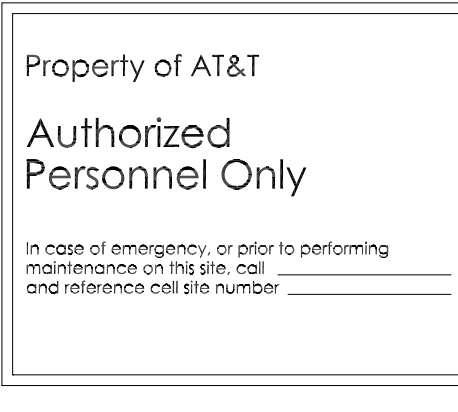 Property of AT&T
Authorized
Personnel Only
In case of emergency, or prior to performing
maintenance on this site, call
and reference cell site number